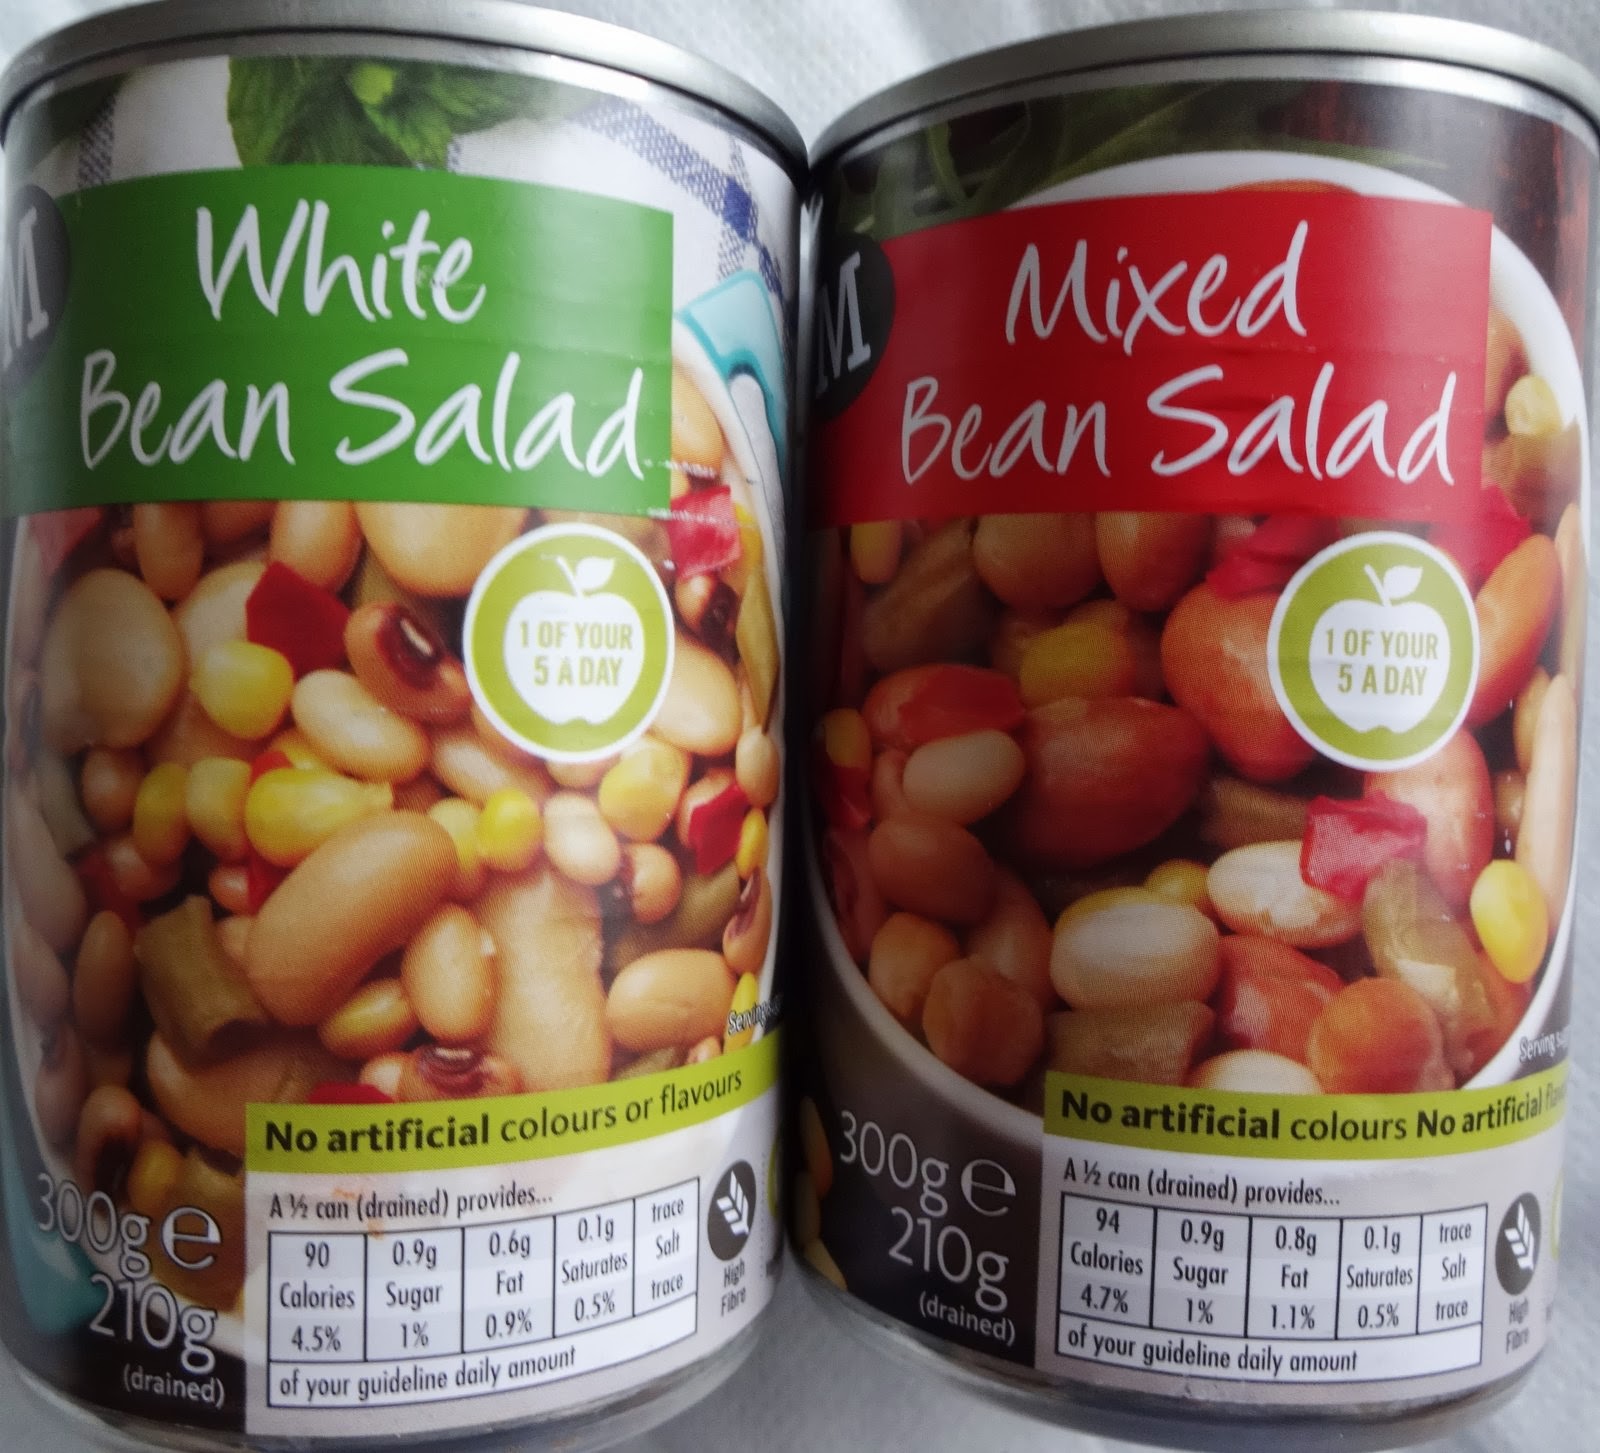 M
White
Bean Salad
1 OF YOUR
5 A DAY
No artificial colours or flavours
300g e
210g
(drained)
A ½ can (drained) provides...
90
Calories
4.5%
0.9g
Sugar
1%
0.6g
Fat
0.9%
0.1g
Saturates
0.5%
trace
Salt
trace
of your guideline daily amount
High
Fibre
M
Mixed
Bean Salad
1 OF YOUR
5 A DAY
Serving
No artificial colours No artificial
300g e
210g
(drained)
A ½ can (drained) provides...
94
Calories
4.7%
0.9g
Sugar
1%
0.8g
Fat
1.1%
0.1g
Saturates
0.5%
trace
Salt
trace
of your guideline daily amount
High
Fibre